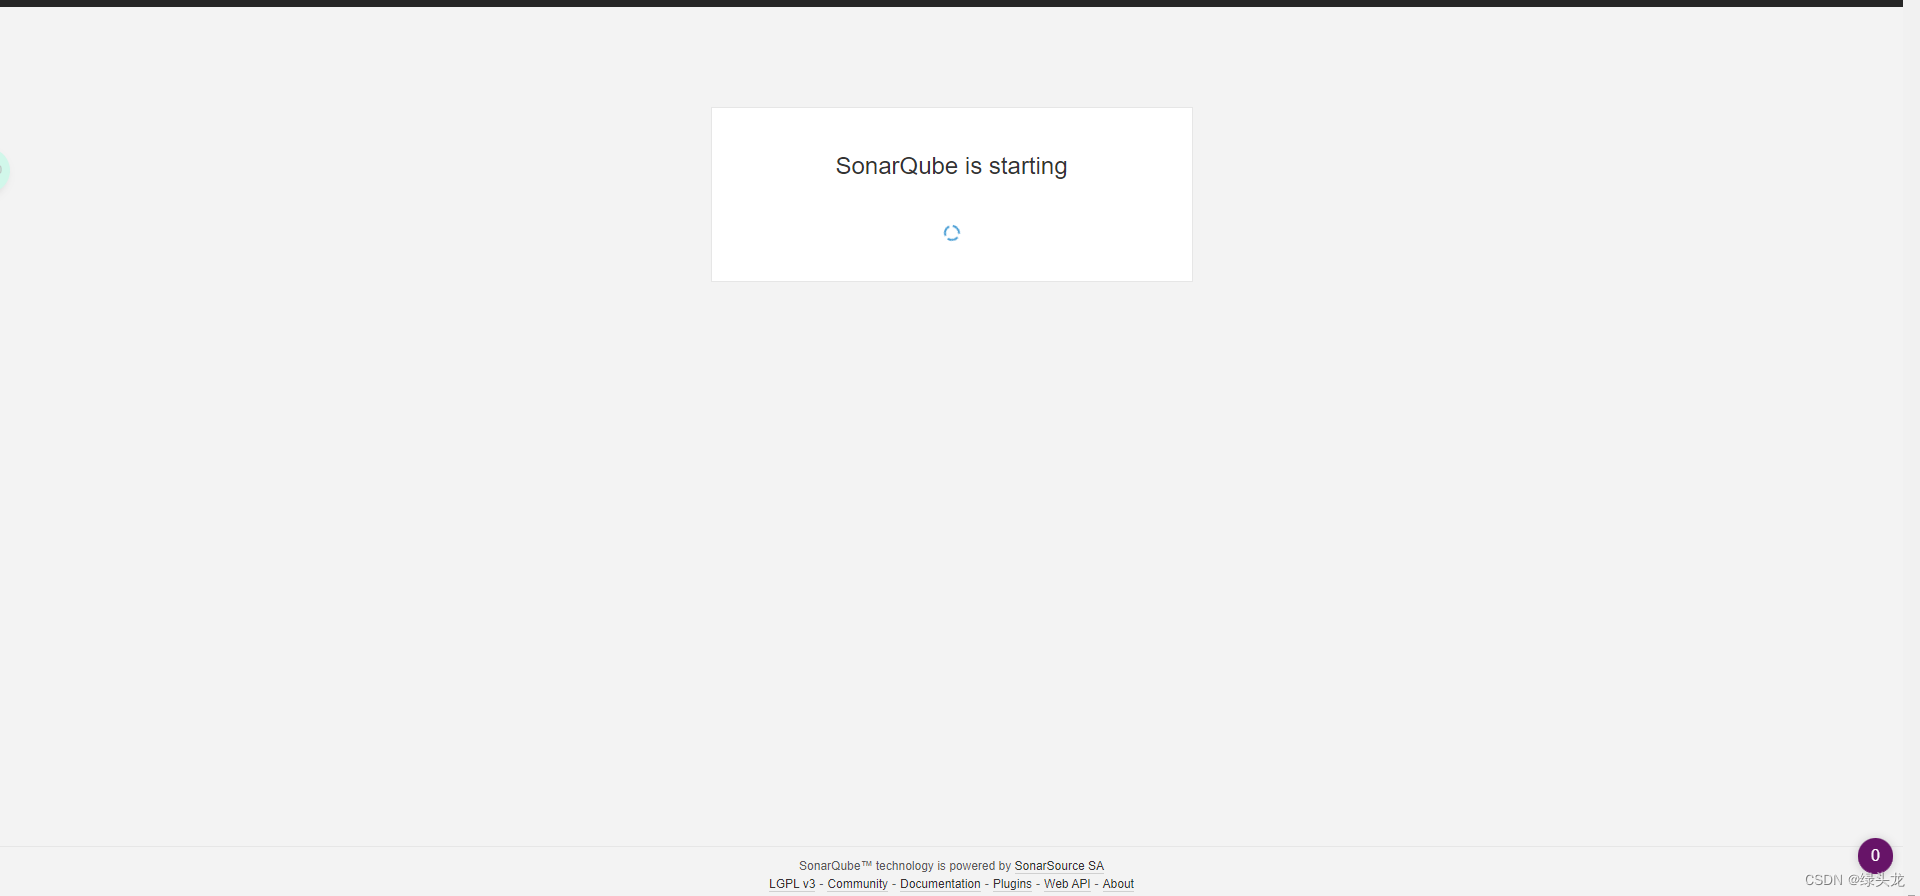 SonarQube is starting
SonarQube™ technology is powered by SonarSource SA
LGPL v3 - Community - Documentation - Plugins - Web API - About
0
CSDN @绿头龙